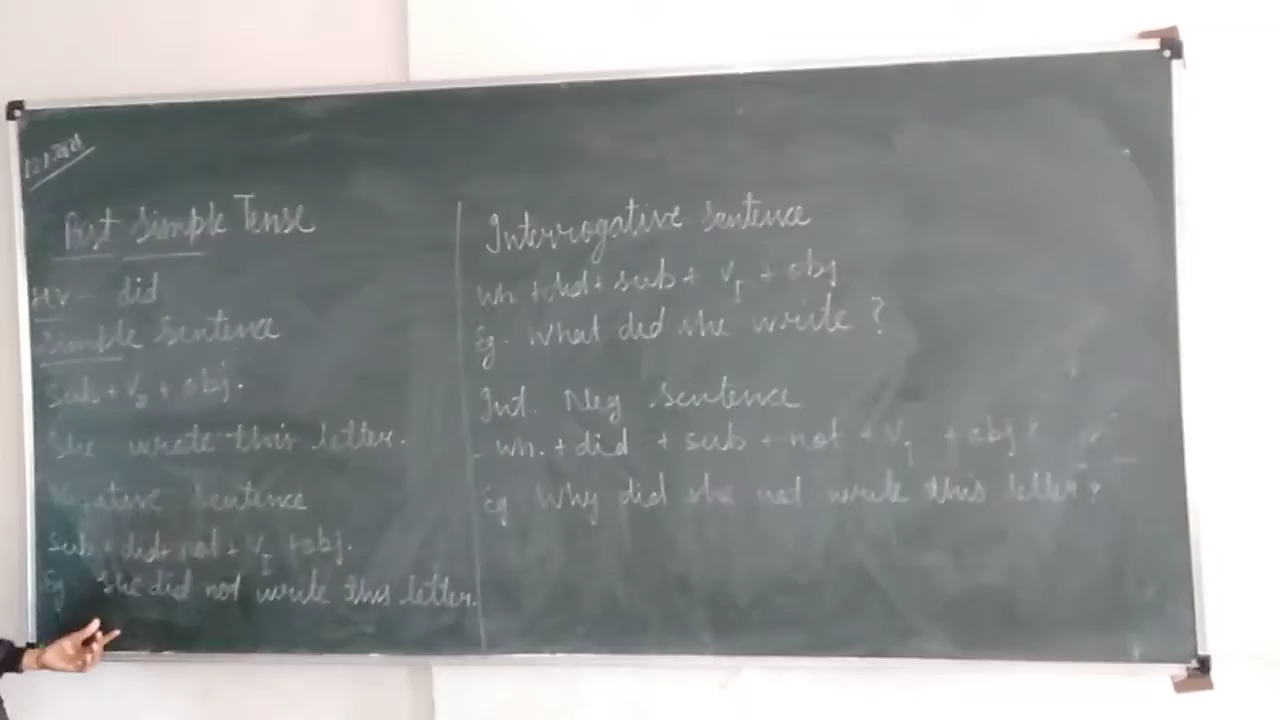 Past Simple Tense
HV - did
Simple Sentence
Sub + V2 + obj.
She wrote this letter.
Negative Sentence
Sub + did + not + V1 + obj.
Eg She did not write this letter.
Interrogative Sentence
Wh + did + sub + V1 + obj
Eg. What did she write ?
Int. Neg Sentence
- Wh. + did + sub + not + V1 + obj ?
Eg Why did she not write this letter ?